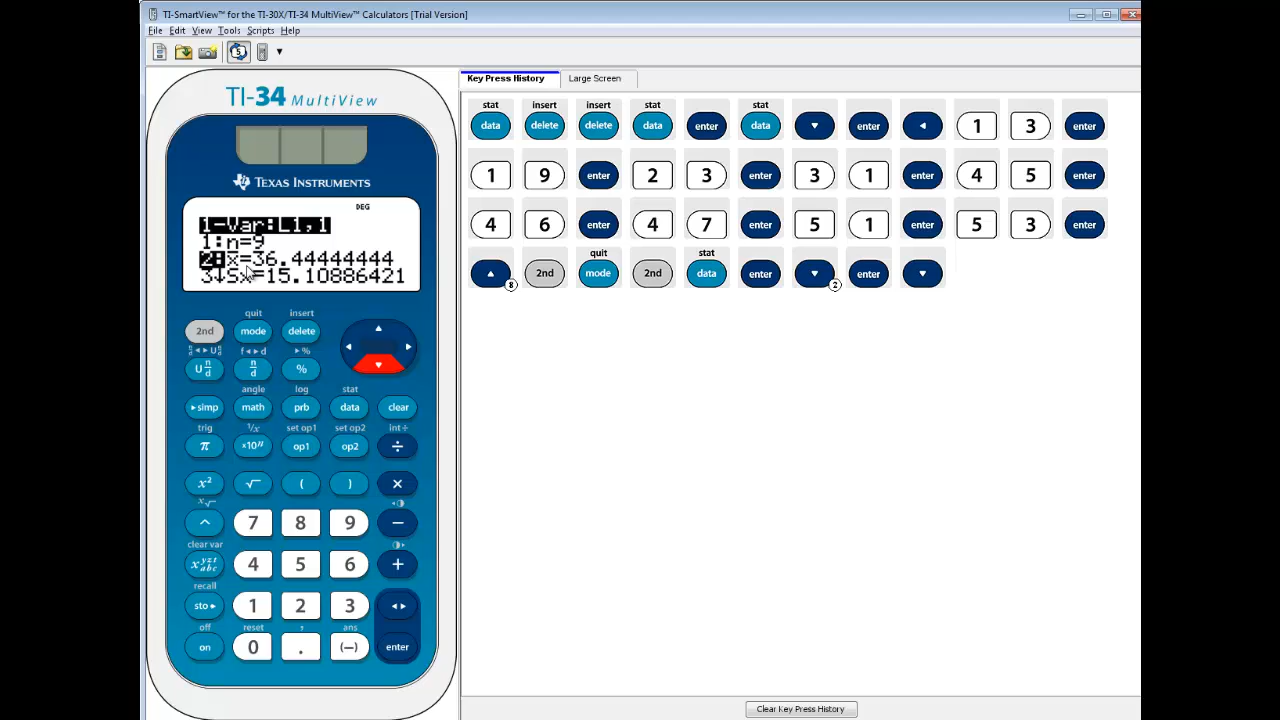 TI-SmartView™ for the TI-30X/TI-34 MultiView™ Calculators [Trial Version]
File Edit View Tools Scripts Help
5
Key Press History Large Screen
TI-34 MultiView
TEXAS INSTRUMENTS
DEG
1-Var:L1,1
1:n=9
2:x̄=36.44444444
3↓Sx=15.10886421
quit insert
2nd mode delete
f◄►d ►%
U n/d n/d %
angle log stat
►simp math prb data clear
trig 1/x set op1 set op2 int÷
π ×10ⁿ op1 op2 ÷
x² √ ( ) ×
x√
^ 7 8 9 −
clear var
x yzt abc 4 5 6 +
recall
sto► 1 2 3 ◄►
off reset , ans
on 0 . (−) enter
stat insert insert stat stat
data delete delete data enter data ▼ enter ◄ 1 3 enter
1 9 enter 2 3 enter 3 1 enter 4 5 enter
4 6 enter 4 7 enter 5 1 enter 5 3 enter
quit stat
▲ 8 2nd mode 2nd data enter ▼ 2 enter ▼
Clear Key Press History